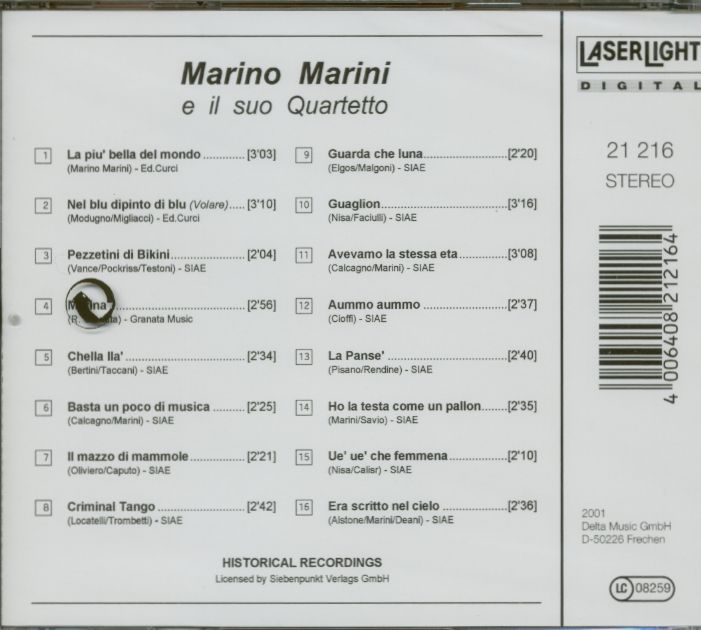 Marino Marini
e il suo Quartetto
1 La piu' bella del mondo ............ [3'03]
(Marino Marini) - Ed.Curci
2 Nel blu dipinto di blu (Volare)..... [3'10]
(Modugno/Migliacci) - Ed.Curci
3 Pezzetini di Bikini...................... [2'04]
(Vance/Pockriss/Testoni) - SIAE
4 ...................................... [2'56]
(R. - Granata Music
5 Chella lla' ................................... [2'34]
(Bertini/Taccani) - SIAE
6 Basta un poco di musica .......... [2'25]
(Calcagno/Marini) - SIAE
7 Il mazzo di mammole ................ [2'21]
(Oliviero/Caputo) - SIAE
8 Criminal Tango .......................... [2'42]
(Locatelli/Trombetti) - SIAE
9 Guarda che luna........................[2'20]
(Elgos/Malgoni) - SIAE
10 Guaglion.....................................[3'16]
(Nisa/Faciulli) - SIAE
11 Avevamo la stessa eta ..............[3'08]
(Calcagno/Marini) - SIAE
12 Aummo aummo .........................[2'37]
(Cioffi) - SIAE
13 La Panse' ...................................[2'40]
(Pisano/Rendine) - SIAE
14 Ho la testa come un pallon.......[2'35]
(Marini/Savio) - SIAE
15 Ue' ue' che femmena .................[2'10]
(Nisa/Calisr) - SIAE
16 Era scritto nel cielo ...................[2'36]
(Alstone/Marini/Deani) - SIAE
HISTORICAL RECORDINGS
Licensed by Siebenpunkt Verlags GmbH
LASERLIGHT
DIGITAL
21 216
STEREO
4 006408 212164
2001
Delta Music GmbH
D-50226 Frechen
LC 08259